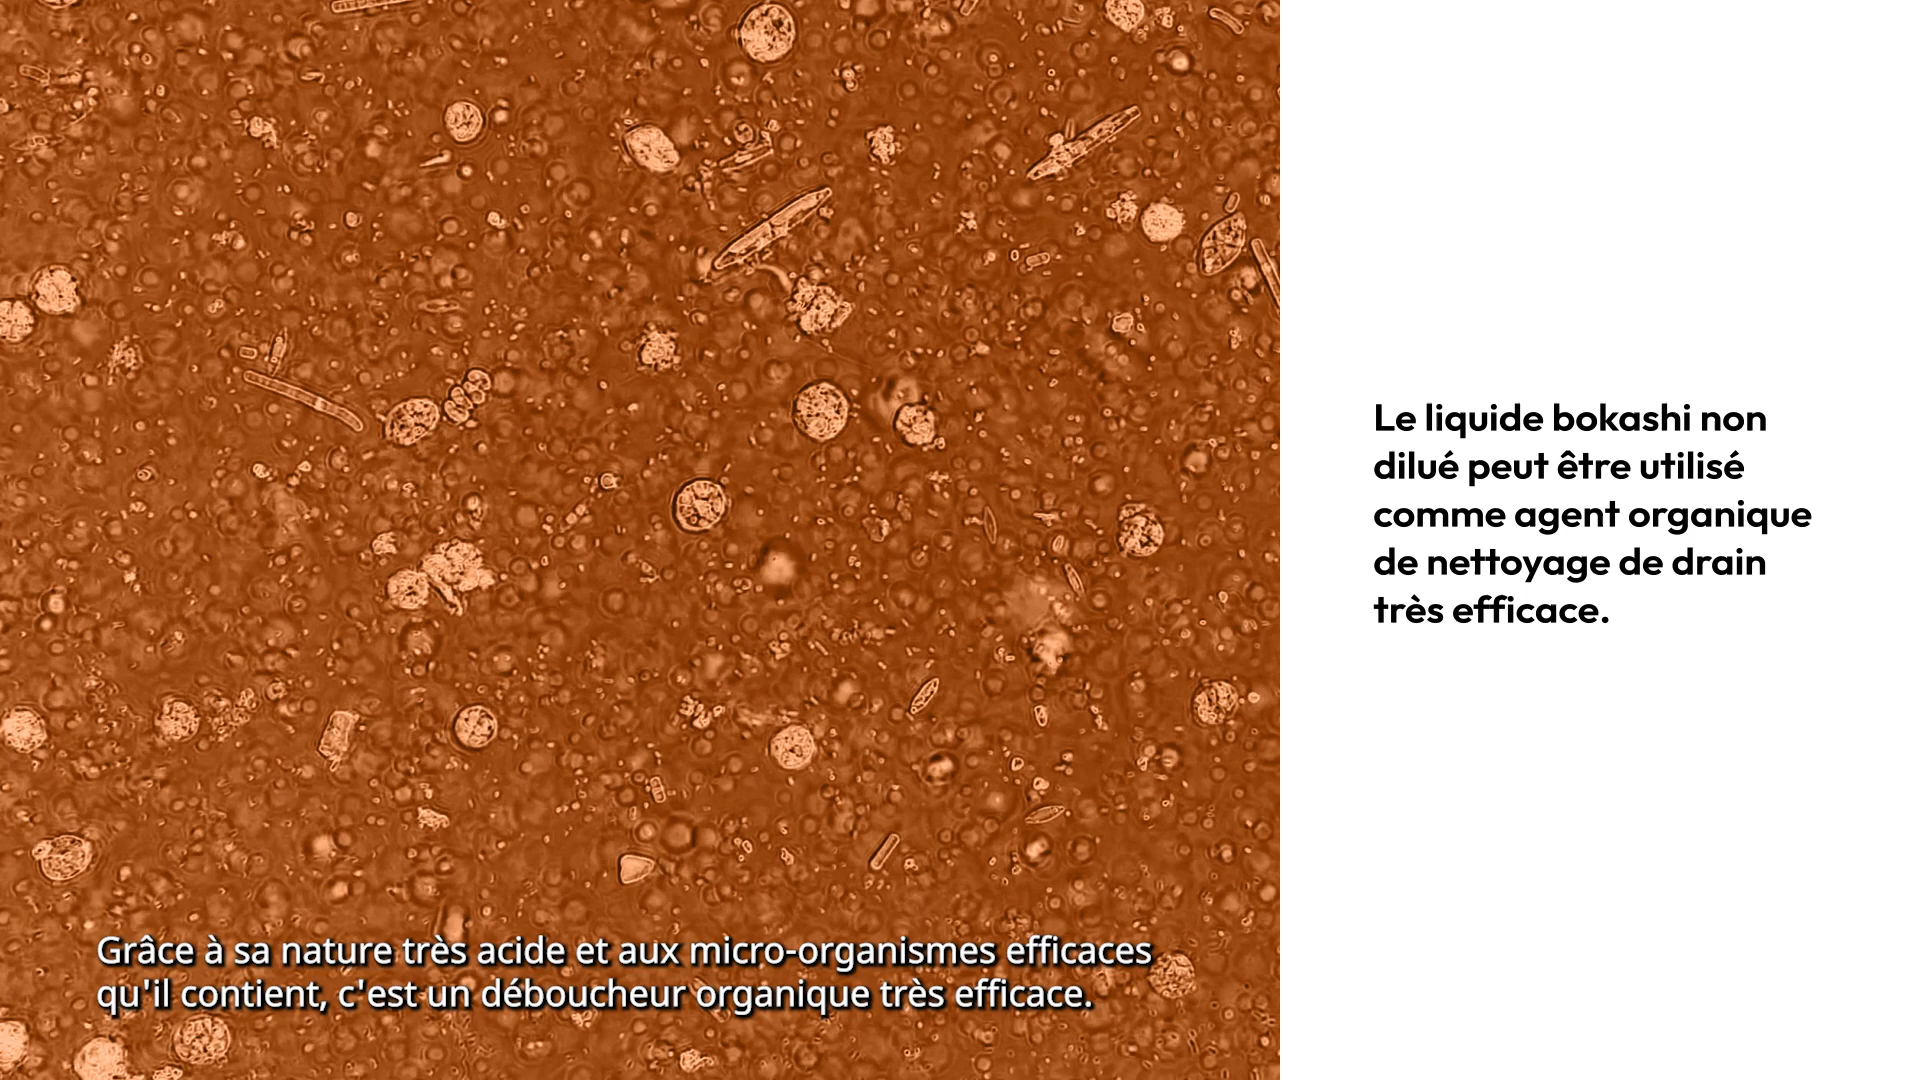 Le liquide bokashi non
dilué peut être utilisé
comme agent organique
de nettoyage de drain
très efficace.
Grâce à sa nature très acide et aux micro-organismes efficaces
qu'il contient, c'est un déboucheur organique très efficace.